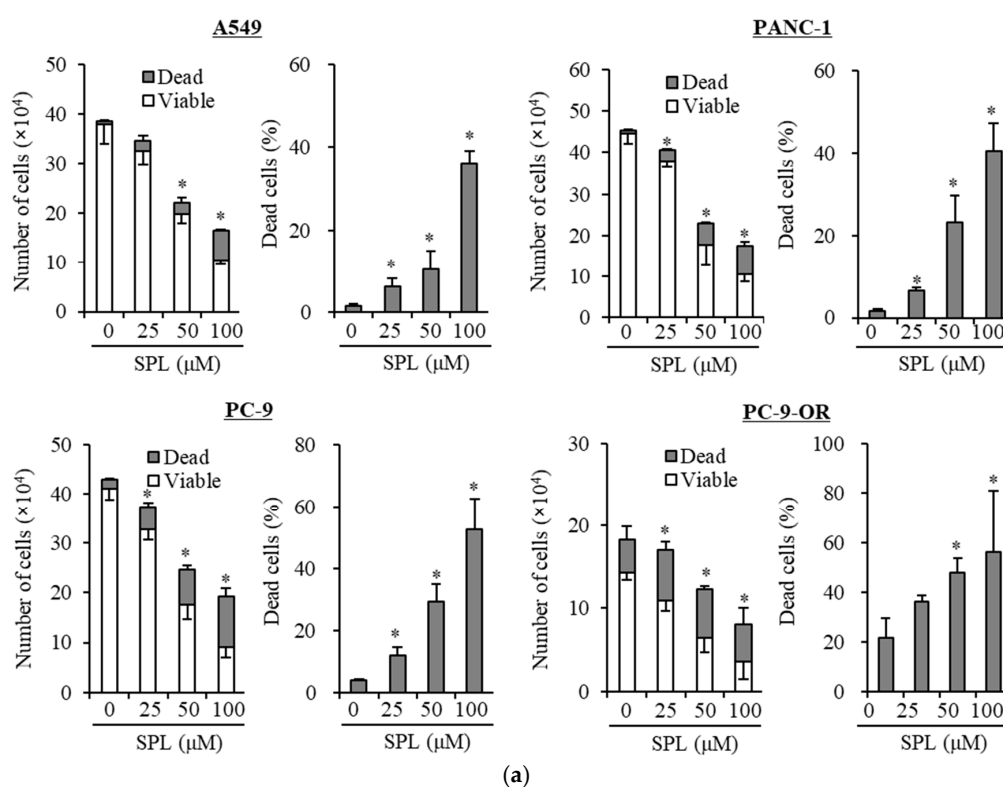 A549
PANC-1
50
40
30
20
10
0
Number of cells (×10⁴)
Dead
Viable
*
*
0 25 50 100
SPL (μM)
60
40
20
0
Dead cells (%)
*
*
*
0 25 50 100
SPL (μM)
60
50
40
30
20
10
0
Number of cells (×10⁴)
Dead
Viable
*
*
*
0 25 50 100
SPL (μM)
60
40
20
0
Dead cells (%)
*
*
*
0 25 50 100
SPL (μM)
PC-9
PC-9-OR
50
40
30
20
10
0
Number of cells (×10⁴)
Dead
Viable
*
*
*
0 25 50 100
SPL (μM)
80
60
40
20
0
Dead cells (%)
*
*
*
0 25 50 100
SPL (μM)
30
20
10
0
Number of cells (×10⁴)
Dead
Viable
*
*
*
0 25 50 100
SPL (μM)
100
80
60
40
20
0
Dead cells (%)
*
*
0 25 50 100
SPL (μM)
(a)